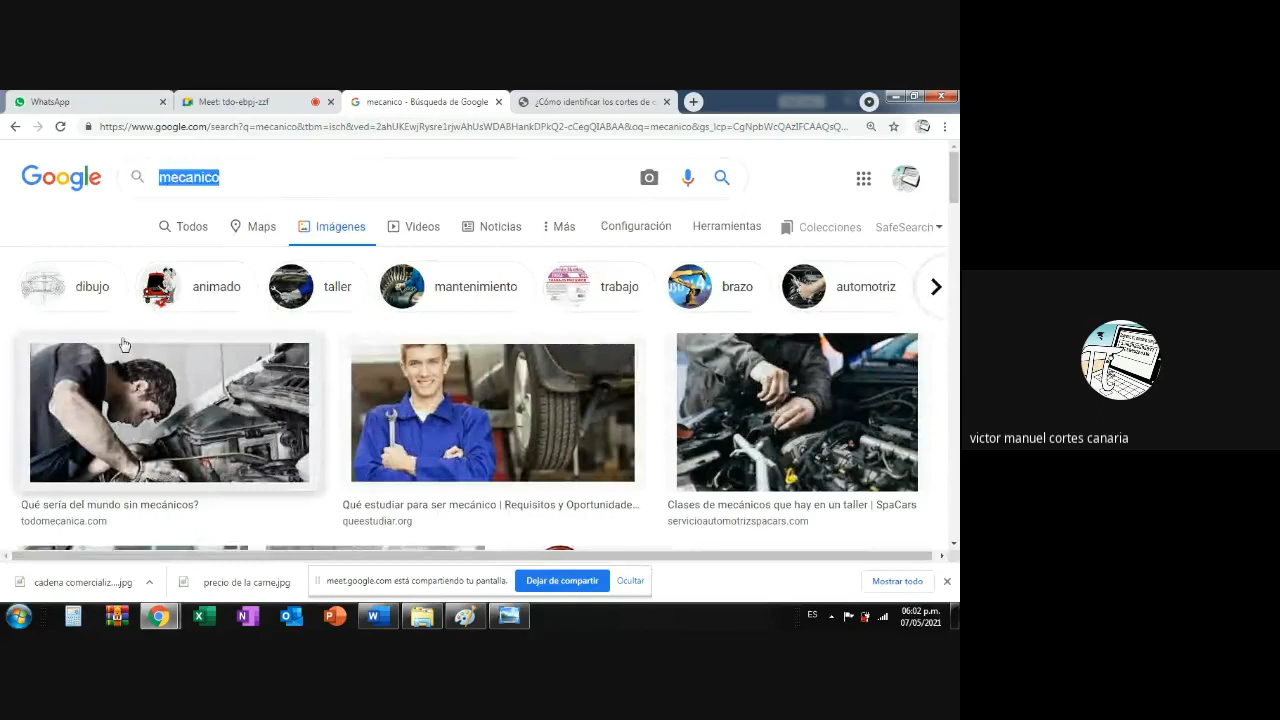 WhatsApp
Meet: tdo-ebpj-zzf
mecanico - Búsqueda de Google
¿Cómo identificar los cortes de c
https://www.google.com/search?q=mecanico&tbm=isch&ved=2ahUKEwjRysre1rjwAhUsWDABHankDPkQ2-cCegQIABAA&oq=mecanico&gs_lcp=CgNpbWcQAzIFCAAQsQ...
Google
mecanico
Todos
Maps
Imágenes
Videos
Noticias
Más
Configuración
Herramientas
Colecciones
SafeSearch
dibujo
animado
taller
mantenimiento
trabajo
brazo
automotriz
Qué sería del mundo sin mecánicos?
todomecanica.com
Qué estudiar para ser mecánico | Requisitos y Oportunidade...
queestudiar.org
Clases de mecánicos que hay en un taller | SpaCars
servicioautomotrizspacars.com
cadena comercializ....jpg
precio de la carne.jpg
meet.google.com está compartiendo tu pantalla.
Dejar de compartir
Ocultar
Mostrar todo
ES
06:02 p.m.
07/05/2021
victor manuel cortes canaria